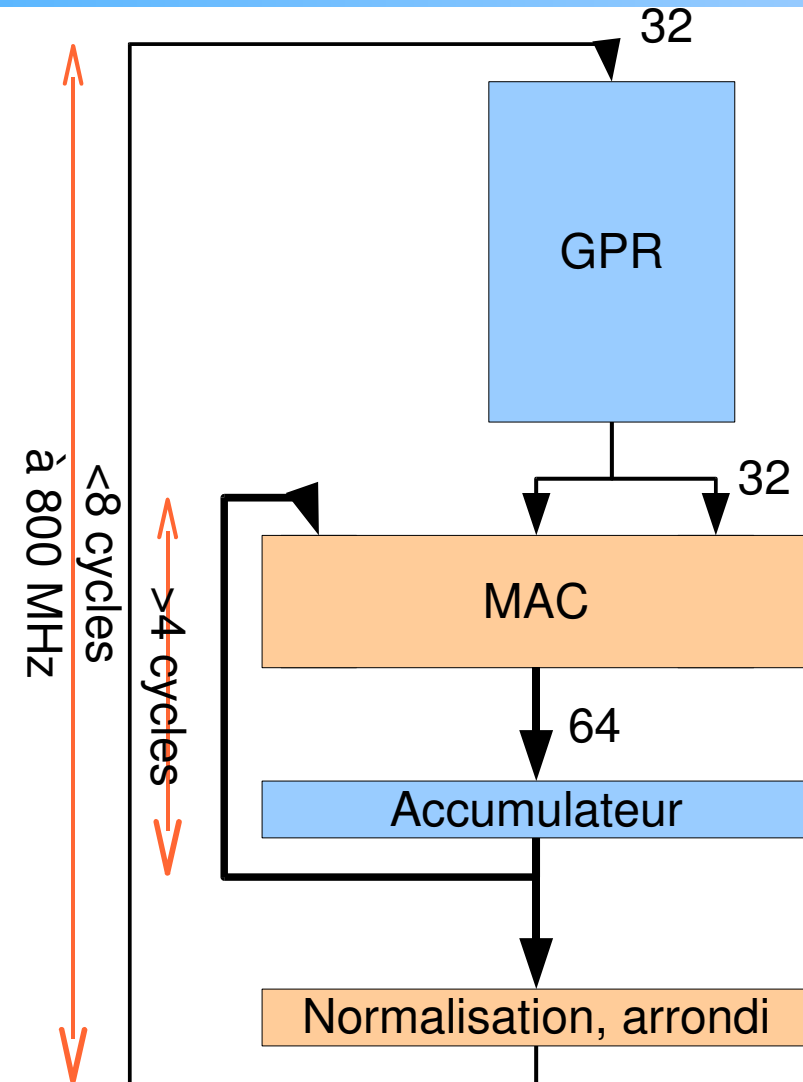 32
GPR
32
<8 cycles
à 800 MHz
>4 cycles
MAC
64
Accumulateur
Normalisation, arrondi